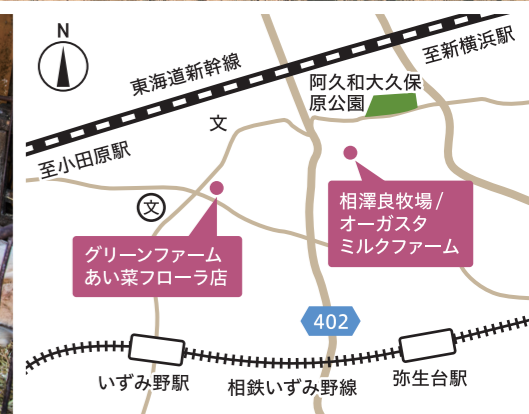 N
東海道新幹線
至新横浜駅
阿久和大久保
原公園
文
至小田原駅
文
相澤良牧場/
オーガスタ
ミルクファーム
グリーンファーム
あい菜フローラ店
402
いずみ野駅
相鉄いずみ野線
弥生台駅